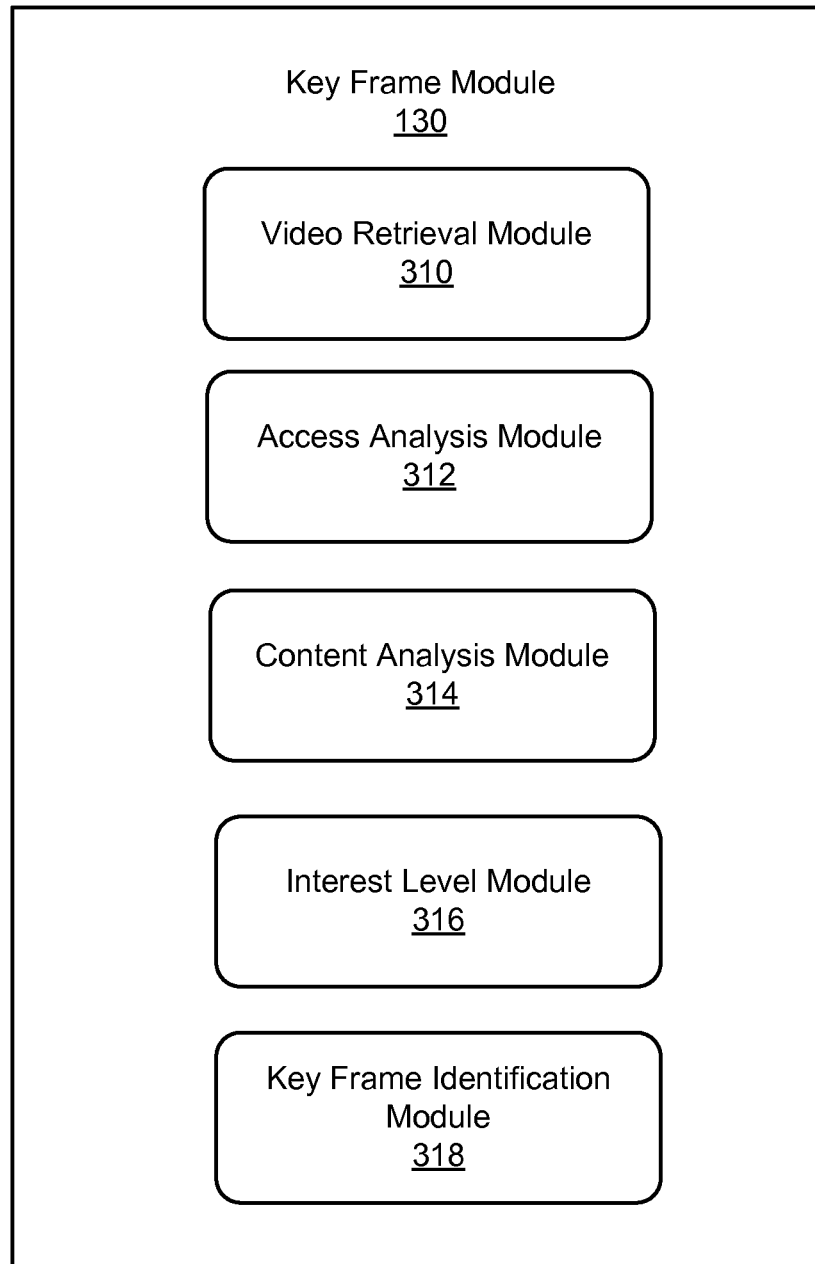 Key Frame Module
130
Video Retrieval Module
310
Access Analysis Module
312
Content Analysis Module
314
Interest Level Module
316
Key Frame Identification
Module
318